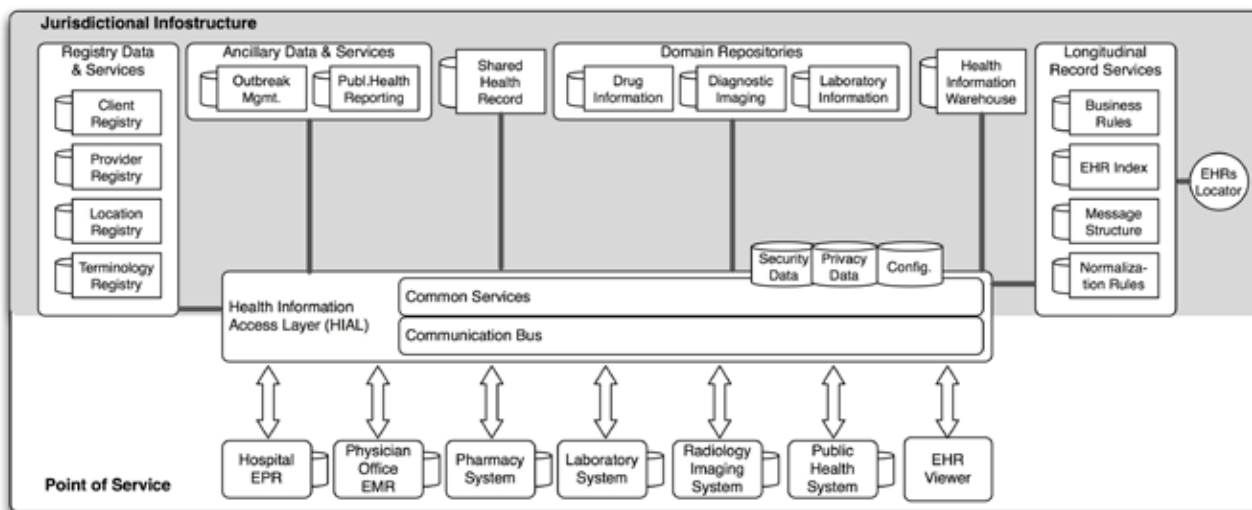 Jurisdictional Infostructure
Registry Data
& Services
Client
Registry
Provider
Registry
Location
Registry
Terminology
Registry
Ancillary Data & Services
Outbreak
Mgmt.
Publ.Health
Reporting
Shared
Health
Record
Domain Repositories
Drug
Information
Diagnostic
Imaging
Laboratory
Information
Health
Information
Warehouse
Longitudinal
Record Services
Business
Rules
EHR Index
Message
Structure
Normaliza-
tion Rules
EHRs
Locator
Security
Data
Privacy
Data
Config.
Health Information
Access Layer (HIAL)
Common Services
Communication Bus
Hospital
EPR
Physician
Office
EMR
Pharmacy
System
Laboratory
System
Radiology
Imaging
System
Public
Health
System
EHR
Viewer
Point of Service